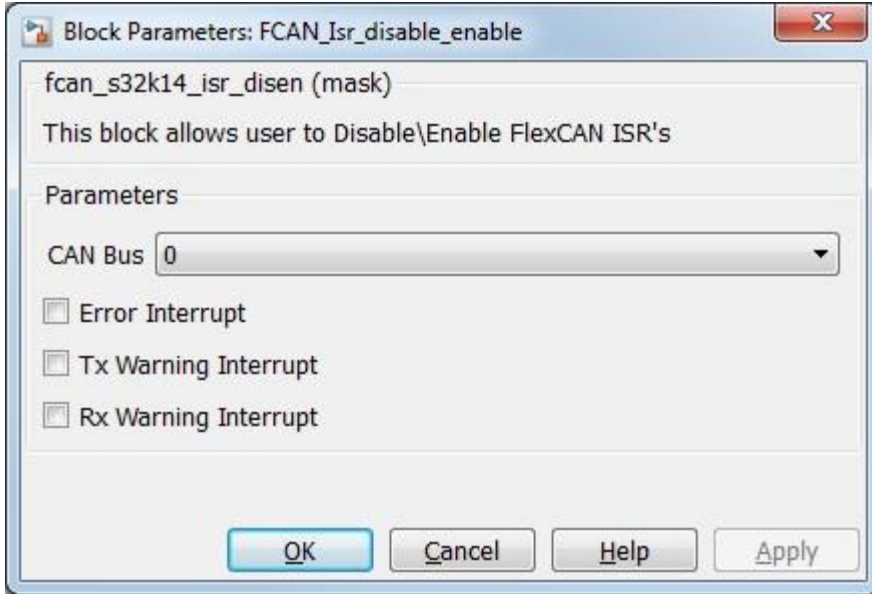 Block Parameters: FCAN_Isr_disable_enable
fcan_s32k14_isr_disen (mask)
This block allows user to Disable\Enable FlexCAN ISR's
Parameters
CAN Bus 0
Error Interrupt
Tx Warning Interrupt
Rx Warning Interrupt
OK Cancel Help Apply